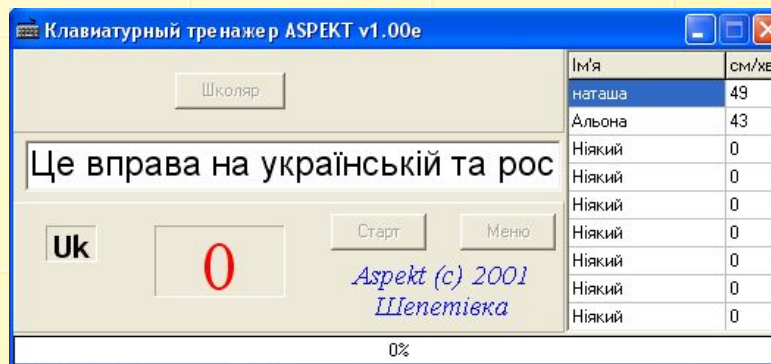 Клавиатурный тренажер ASPEKT v1.00e
Школяр
Це вправа на українській та рос
Uk
0
Старт
Меню
Aspekt (c) 2001
Шепетівка
Ім'я см/хв
наташа 49
Альона 43
Ніякий 0
Ніякий 0
Ніякий 0
Ніякий 0
Ніякий 0
Ніякий 0
Ніякий 0
0%